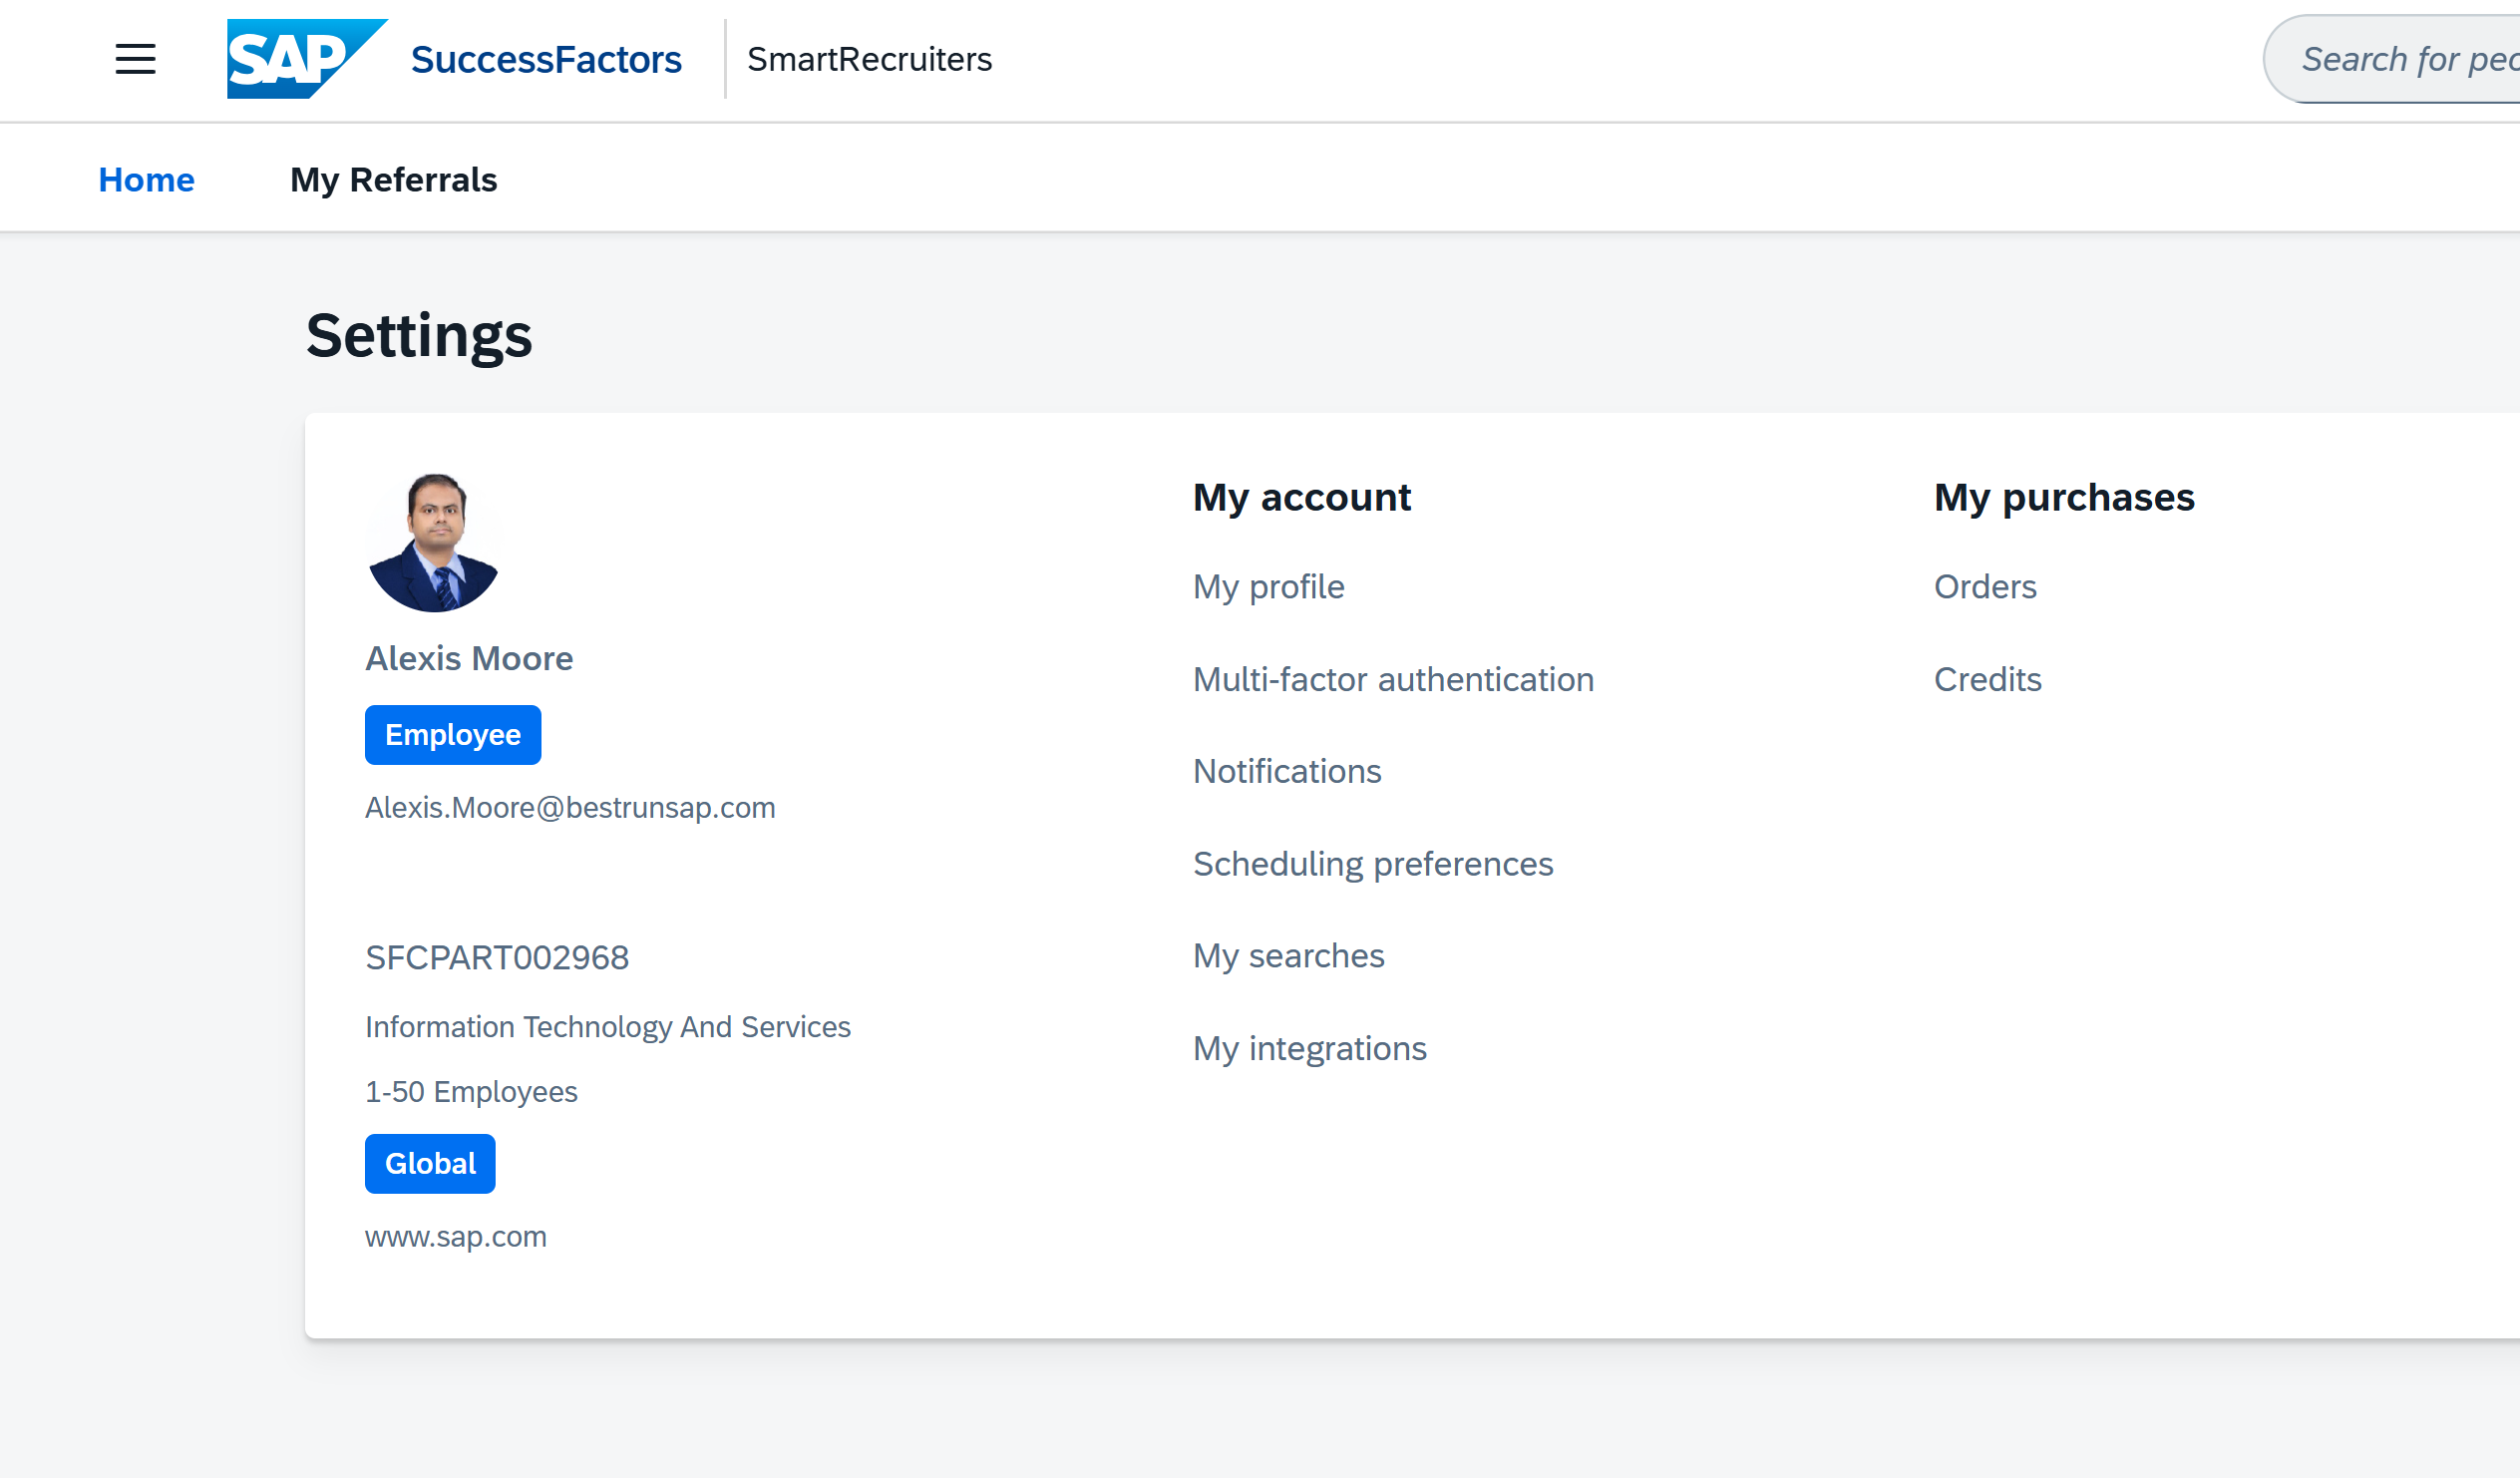 SAP SuccessFactors SmartRecruiters
Search for peo
Home My Referrals
Settings
Alexis Moore
Employee
Alexis.Moore@bestrunsap.com
SFCPART002968
Information Technology And Services
1-50 Employees
Global
www.sap.com
My account
My profile
Multi-factor authentication
Notifications
Scheduling preferences
My searches
My integrations
My purchases
Orders
Credits